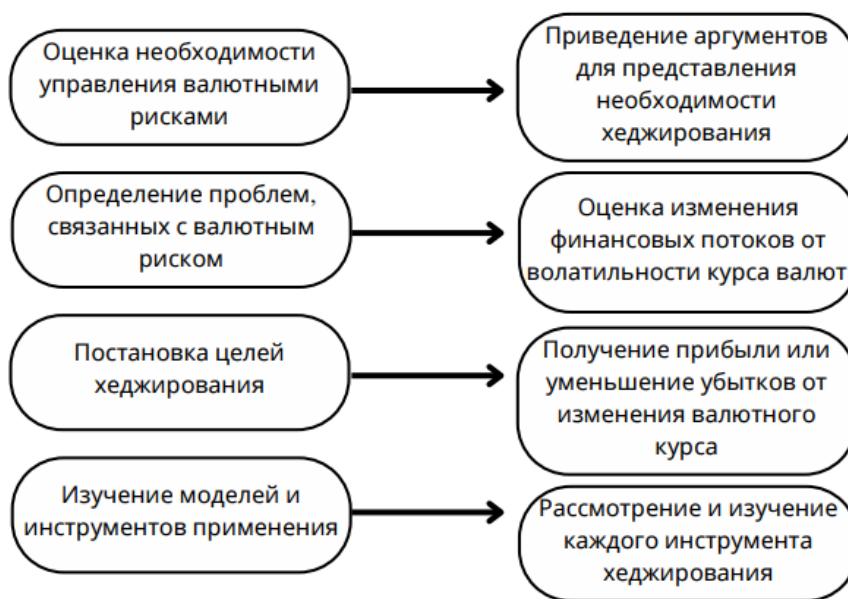 Оценка необходимости
управления валютными
рисками
Приведение аргументов
для представления
необходимости
хеджирования
Определение проблем,
связанных с валютным
риском
Оценка изменения
финансовых потоков от
волатильности курса валют
Постановка целей
хеджирования
Получение прибыли или
уменьшение убытков от
изменения валютного
курса
Изучение моделей и
инструментов применения
Рассмотрение и изучение
каждого инструмента
хеджирования